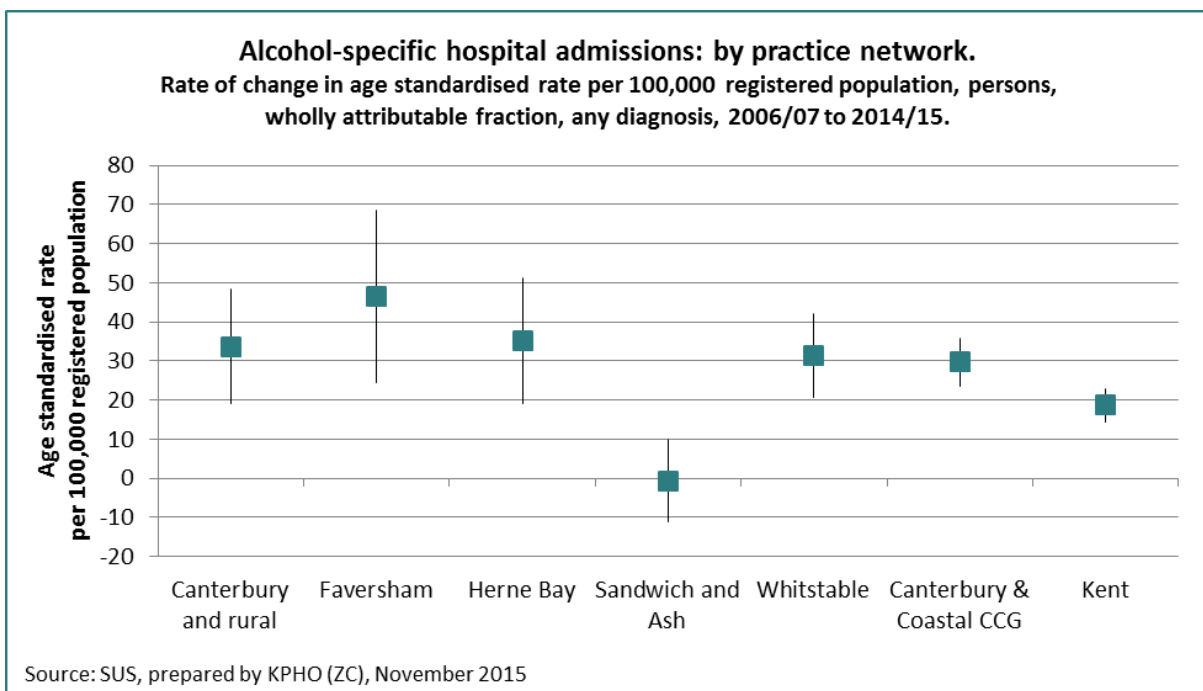 Alcohol-specific hospital admissions: by practice network.
Rate of change in age standardised rate per 100,000 registered population, persons,
wholly attributable fraction, any diagnosis, 2006/07 to 2014/15.
Age standardised rate
per 100,000 registered population
80
70
60
50
40
30
20
10
0
-10
-20
Canterbury
and rural
Faversham
Herne Bay
Sandwich and
Ash
Whitstable
Canterbury &
Coastal CCG
Kent
Source: SUS, prepared by KPHO (ZC), November 2015